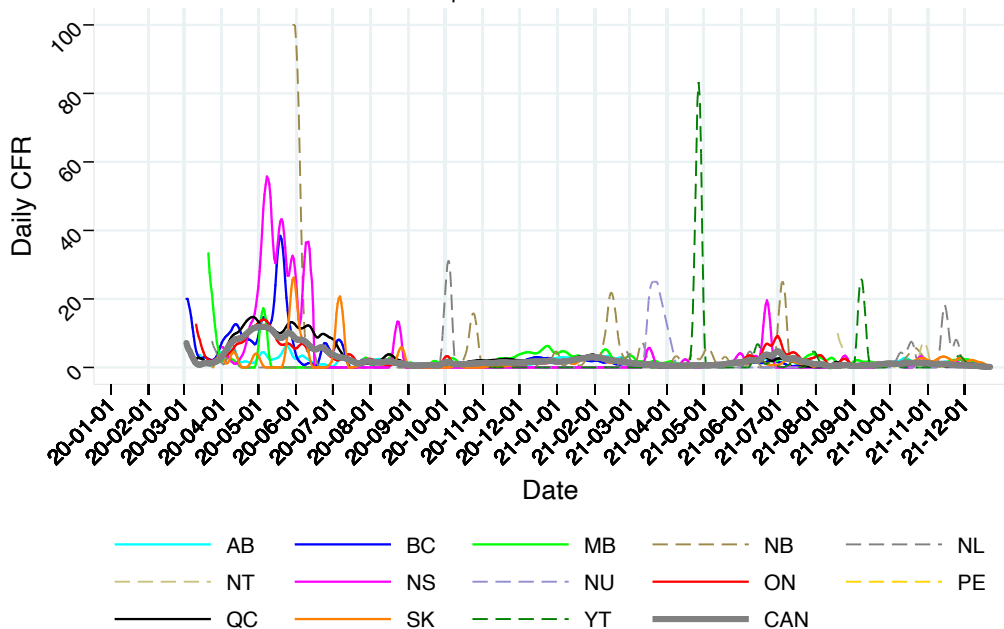 100
80
60
40
20
0
Daily CFR
20-01-01 20-02-01 20-03-01 20-04-01 20-05-01 20-06-01 20-07-01 20-08-01 20-09-01 20-10-01 20-11-01 20-12-01 21-01-01 21-02-01 21-03-01 21-04-01 21-05-01 21-06-01 21-07-01 21-08-01 21-09-01 21-10-01 21-11-01 21-12-01
Date
AB BC MB NB NL
NT NS NU ON PE
QC SK YT CAN